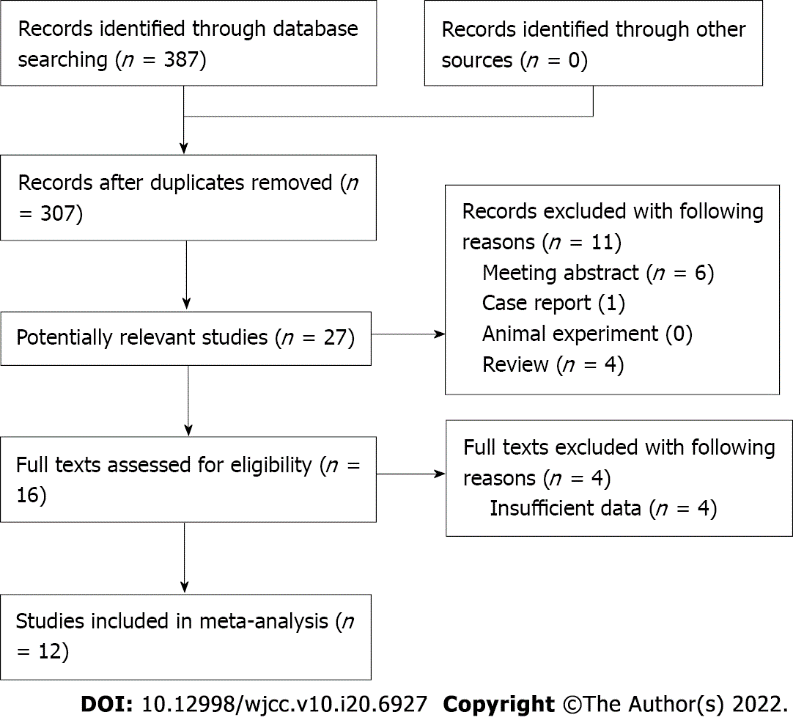 Records identified through database
searching (n = 387)
Records identified through other
sources (n = 0)
Records after duplicates removed (n
= 307)
Records excluded with following
reasons (n = 11)
Meeting abstract (n = 6)
Case report (1)
Animal experiment (0)
Review (n = 4)
Potentially relevant studies (n = 27)
Full texts assessed for eligibility (n =
16)
Full texts excluded with following
reasons (n = 4)
Insufficient data (n = 4)
Studies included in meta-analysis (n
= 12)
DOI: 10.12998/wjcc.v10.i20.6927 Copyright ©The Author(s) 2022.